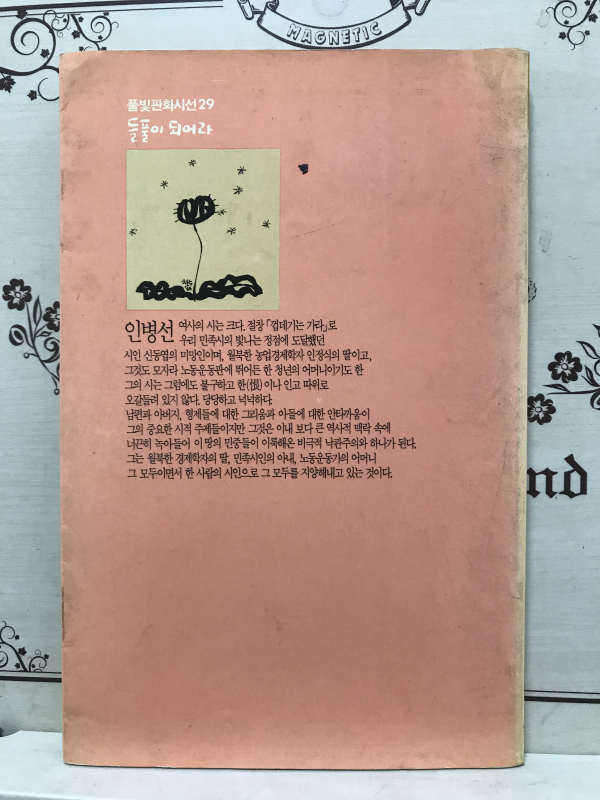 MAGNETIC
풀빛판화시선 29
들풀이 되어라
인병선 여사의 시는 크다. 절창 「껍데기는 가라」로
우리 민족시의 빛나는 정점에 도달했던
시인 신동엽의 미망인이며, 월북한 농업경제학자 인정식의 딸이고,
그것도 모자라 노동운동판에 뛰어든 한 청년의 어머니이기도 한
그의 시는 그럼에도 불구하고 한(恨)이나 인고 따위로
오갈들려 있지 않다. 당당하고 넉넉하다.
남편과 아버지, 형제들에 대한 그리움과 아들에 대한 안타까움이
그의 중요한 시적 주제들이지만 그것은 이내 보다 큰 역사적 맥락 속에
너끈히 녹아들어 이 땅의 민중들이 이룩해온 비극적 낙관주의와 하나가 된다.
그는 월북한 경제학자의 딸, 민족시인의 아내, 노동운동가의 어머니
그 모두이면서 한 사람의 시인으로 그 모두를 지양해내고 있는 것이다.
nd